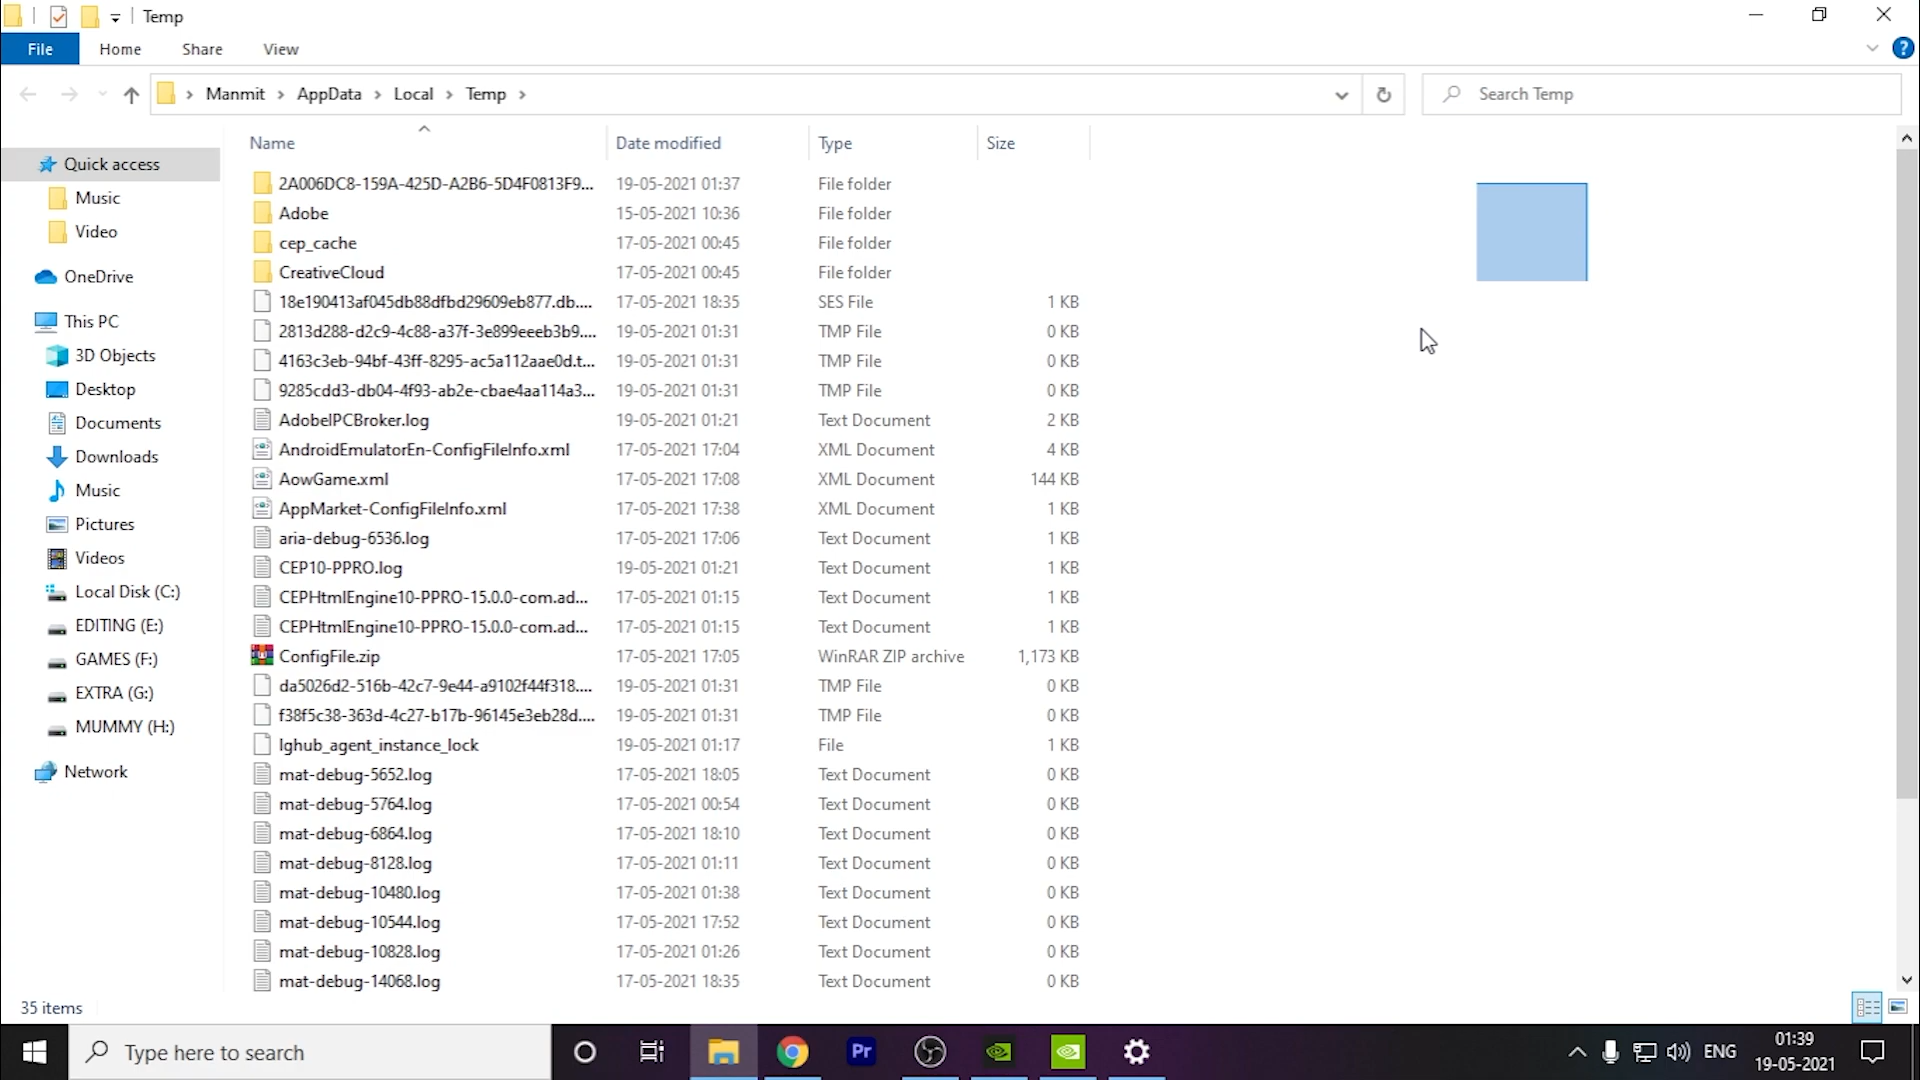 Temp
File Home Share View
Manmit AppData Local Temp
Search Temp
Name Date modified Type Size
Quick access
Music
Video
OneDrive
This PC
3D Objects
Desktop
Documents
Downloads
Music
Pictures
Videos
Local Disk (C:)
EDITING (E:)
GAMES (F:)
EXTRA (G:)
MUMMY (H:)
Network
2A006DC8-159A-425D-A2B6-5D4F0813F9... 19-05-2021 01:37 File folder
Adobe 15-05-2021 10:36 File folder
cep_cache 17-05-2021 00:45 File folder
CreativeCloud 17-05-2021 00:45 File folder
18e190413af045db88dfbd29609eb877.db.... 17-05-2021 18:35 SES File 1 KB
2813d288-d2c9-4c88-a37f-3e899eeeb3b9.... 19-05-2021 01:31 TMP File 0 KB
4163c3eb-94bf-43ff-8295-ac5a112aae0d.t... 19-05-2021 01:31 TMP File 0 KB
9285cdd3-db04-4f93-ab2e-cbae4aa114a3... 19-05-2021 01:31 TMP File 0 KB
AdobeIPCBroker.log 19-05-2021 01:21 Text Document 2 KB
AndroidEmulatorEn-ConfigFileInfo.xml 17-05-2021 17:04 XML Document 4 KB
AowGame.xml 17-05-2021 17:08 XML Document 144 KB
AppMarket-ConfigFileInfo.xml 17-05-2021 17:38 XML Document 1 KB
aria-debug-6536.log 17-05-2021 17:06 Text Document 1 KB
CEP10-PPRO.log 19-05-2021 01:21 Text Document 1 KB
CEPHtmlEngine10-PPRO-15.0.0-com.ad... 17-05-2021 01:15 Text Document 1 KB
CEPHtmlEngine10-PPRO-15.0.0-com.ad... 17-05-2021 01:15 Text Document 1 KB
ConfigFile.zip 17-05-2021 17:05 WinRAR ZIP archive 1,173 KB
da5026d2-516b-42c7-9e44-a9102f44f318.... 19-05-2021 01:31 TMP File 0 KB
f38f5c38-363d-4c27-b17b-96145e3eb28d.... 19-05-2021 01:31 TMP File 0 KB
lghub_agent_instance_lock 19-05-2021 01:17 File 1 KB
mat-debug-5652.log 17-05-2021 18:05 Text Document 0 KB
mat-debug-5764.log 17-05-2021 00:54 Text Document 0 KB
mat-debug-6864.log 17-05-2021 18:10 Text Document 0 KB
mat-debug-8128.log 17-05-2021 01:11 Text Document 0 KB
mat-debug-10480.log 17-05-2021 01:38 Text Document 0 KB
mat-debug-10544.log 17-05-2021 17:52 Text Document 0 KB
mat-debug-10828.log 17-05-2021 01:26 Text Document 0 KB
mat-debug-14068.log 17-05-2021 18:35 Text Document 0 KB
35 items
Type here to search
Pr
ENG
01:39
19-05-2021